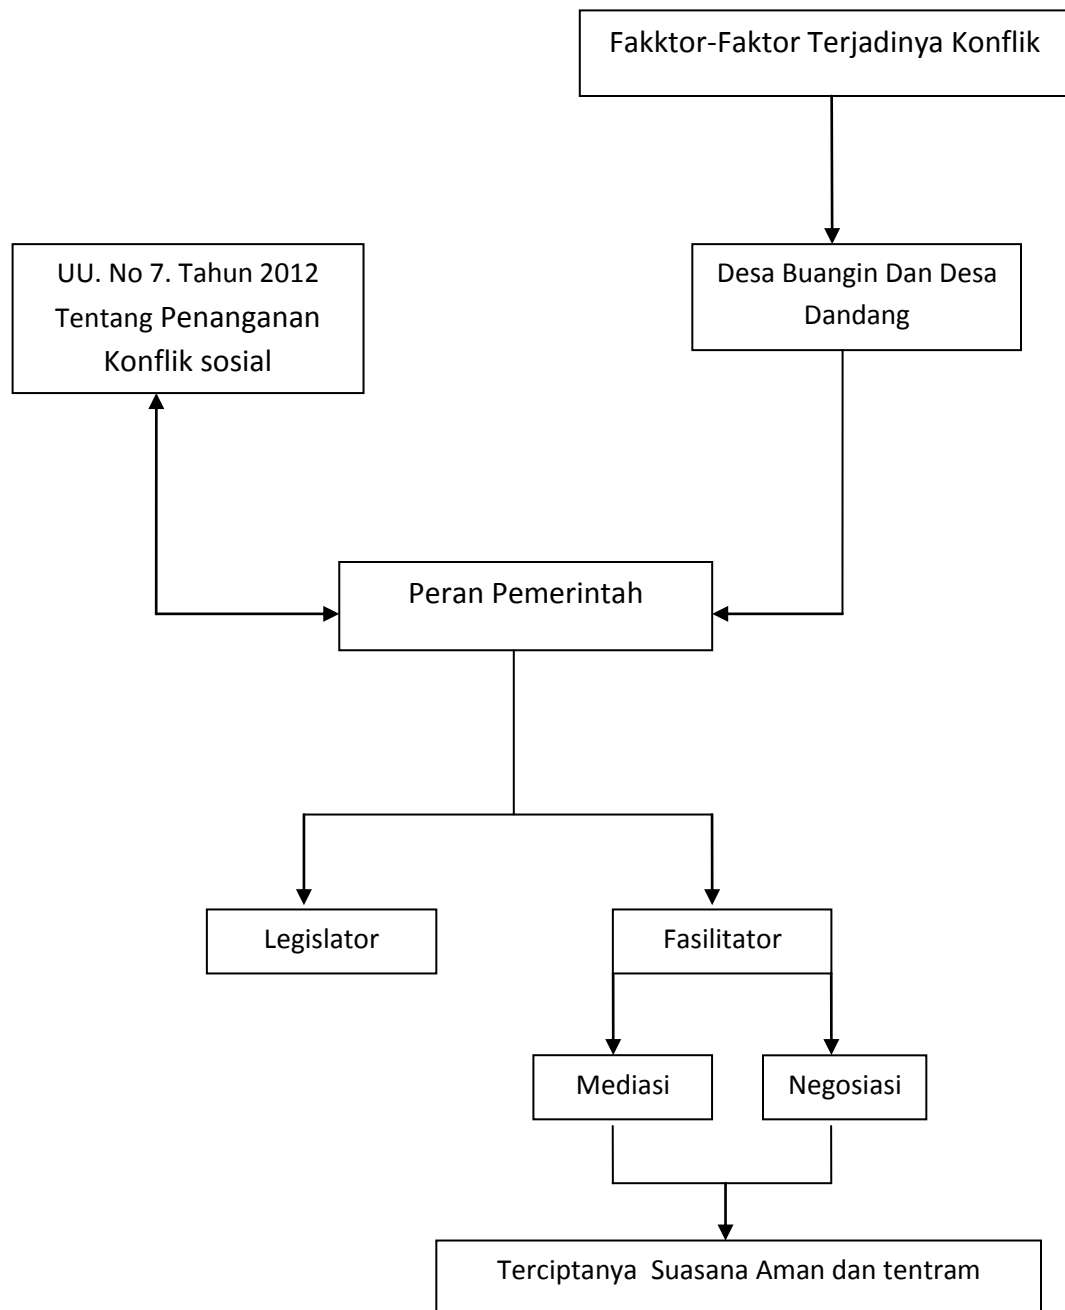 Fakktor-Faktor Terjadinya Konflik
UU. No 7. Tahun 2012
Tentang Penanganan
Konflik sosial
Desa Buangin Dan Desa
Dandang
Peran Pemerintah
Legislator
Fasilitator
Mediasi
Negosiasi
Terciptanya  Suasana Aman dan tentram